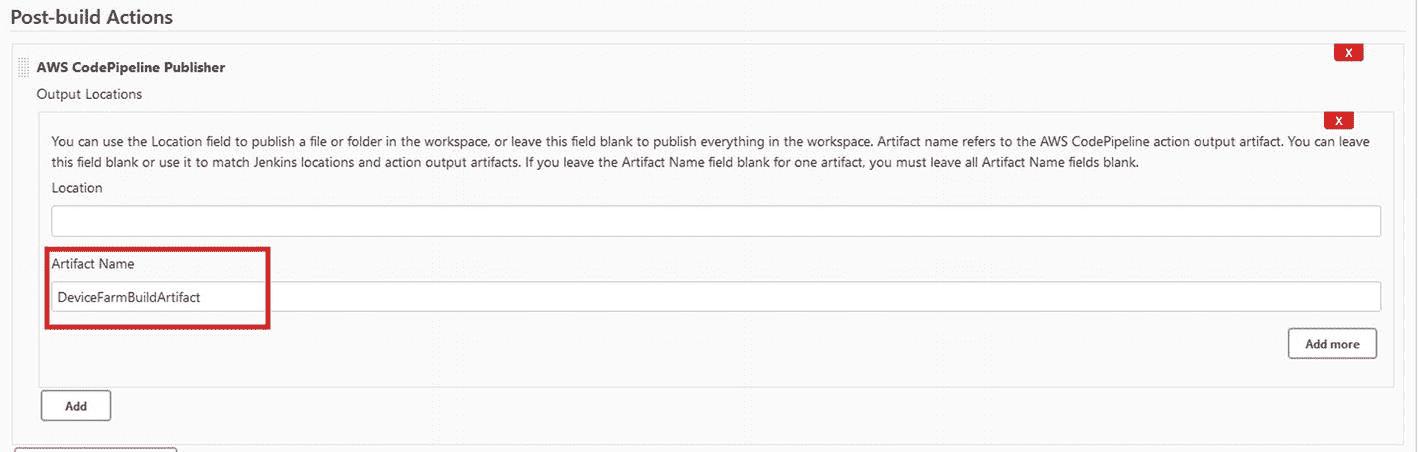 Post-build Actions
X
AWS CodePipeline Publisher
Output Locations
X
You can use the Location field to publish a file or folder in the workspace, or leave this field blank to publish everything in the workspace. Artifact name refers to the AWS CodePipeline action output artifact. You can leave
this field blank or use it to match Jenkins locations and action output artifacts. If you leave the Artifact Name field blank for one artifact, you must leave all Artifact Name fields blank.
Location
Artifact Name
DeviceFarmBuildArtifact
Add more
Add